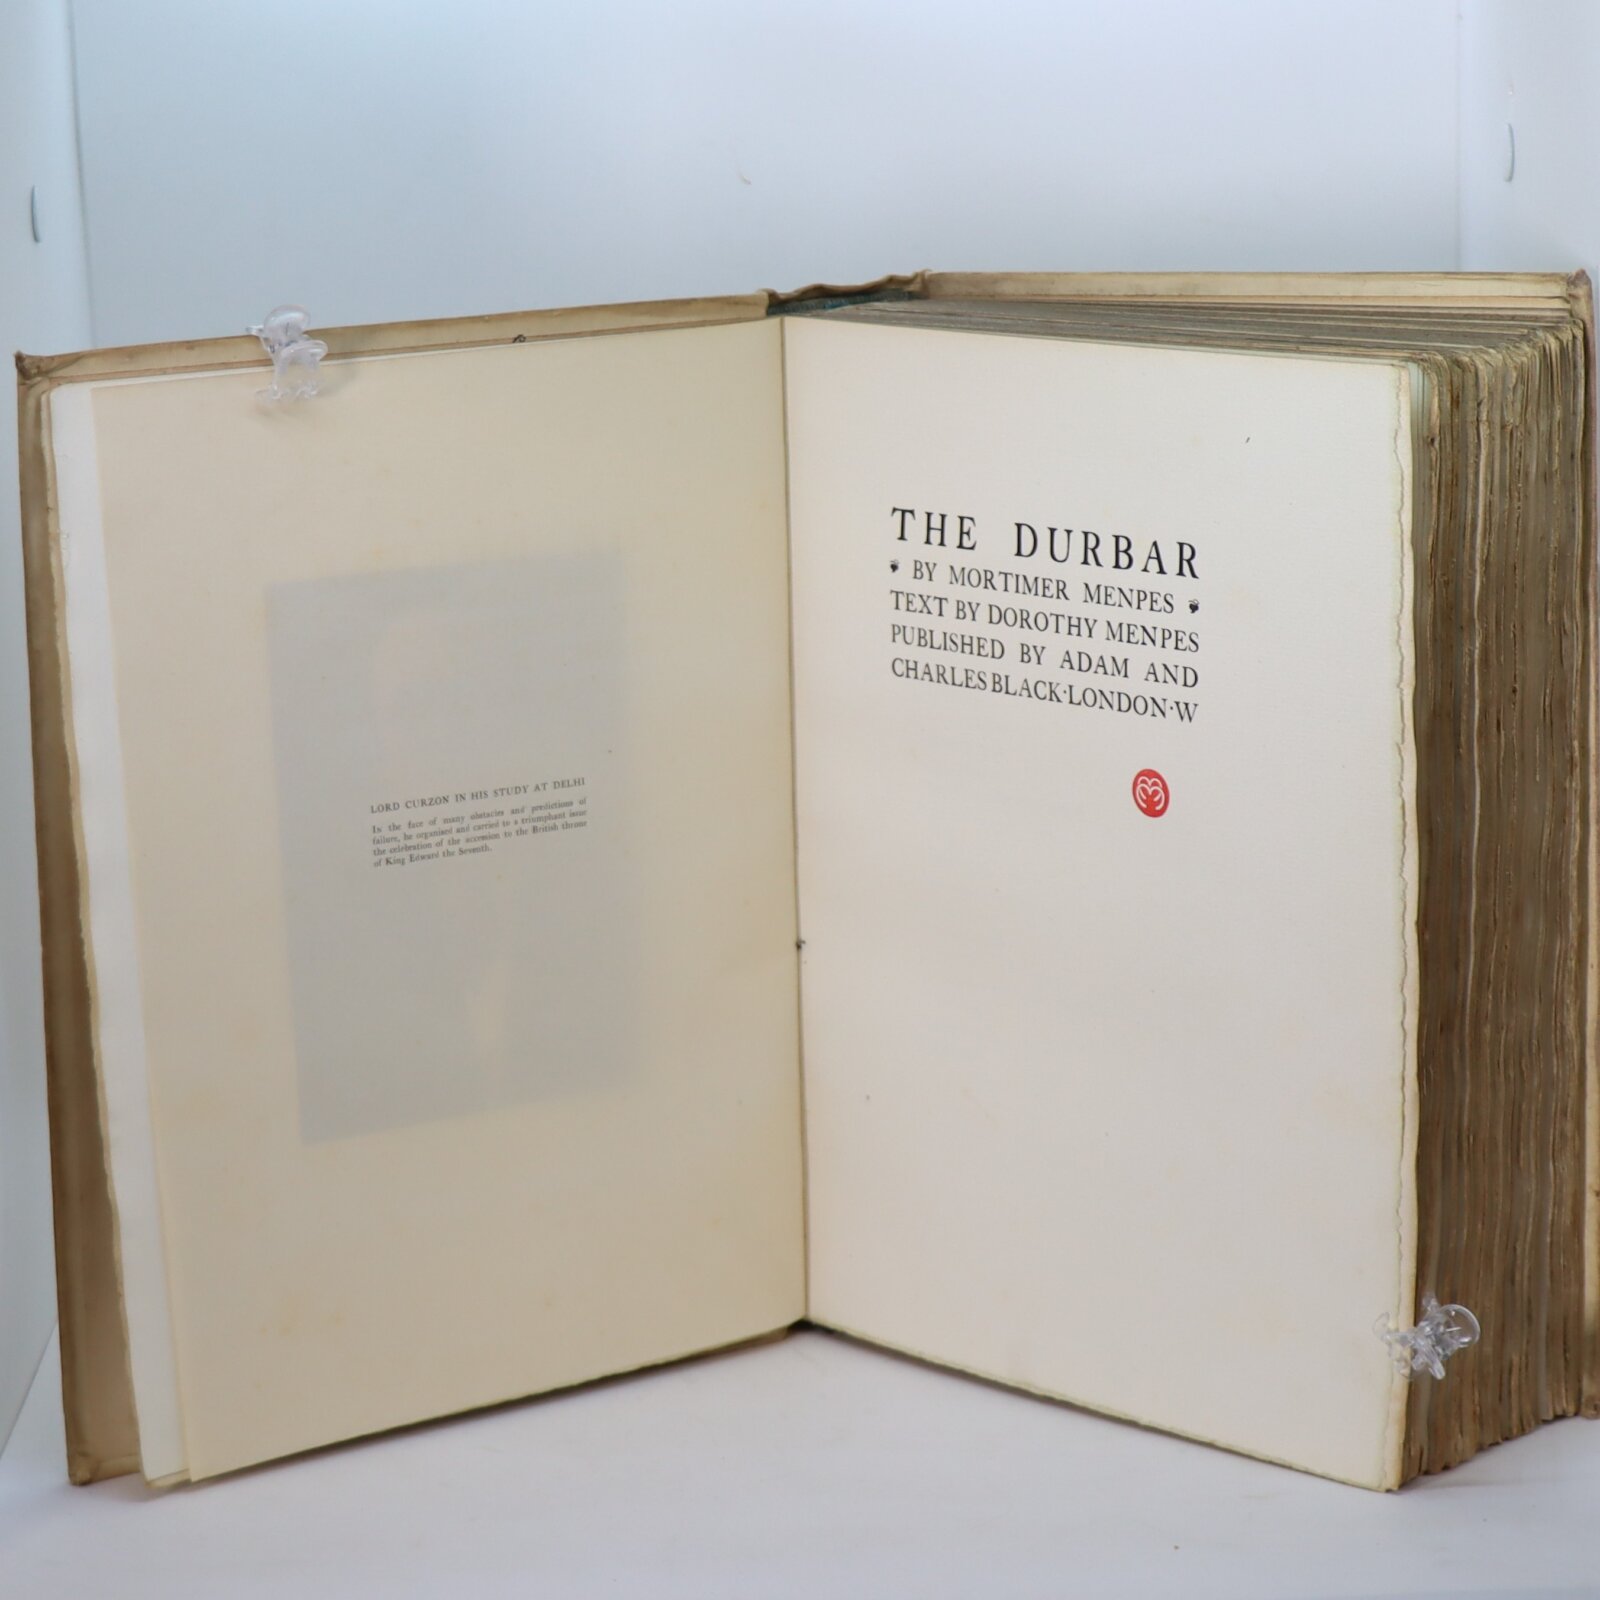 LORD CURZON IN HIS STUDY AT DELHI
In the face of many obstacles and predictions of
failure, he organised and carried to a triumphant issue
the celebration of the accession to the British throne
of King Edward the Seventh.
THE DURBAR
BY MORTIMER MENPES
TEXT BY DOROTHY MENPES
PUBLISHED BY ADAM AND
CHARLES BLACK·LONDON·W